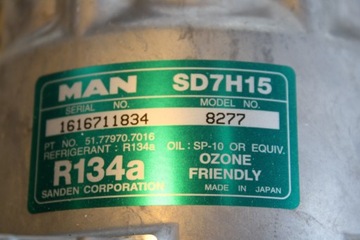 MAN SD7H15
SERIAL NO. MODEL NO.
1616711834 8277
PT NO. 51.77970.7016
REFRIGERANT : R134a OIL : SP-10 OR EQUIV.
R134a OZONE FRIENDLY
SANDEN CORPORATION MADE IN JAPAN